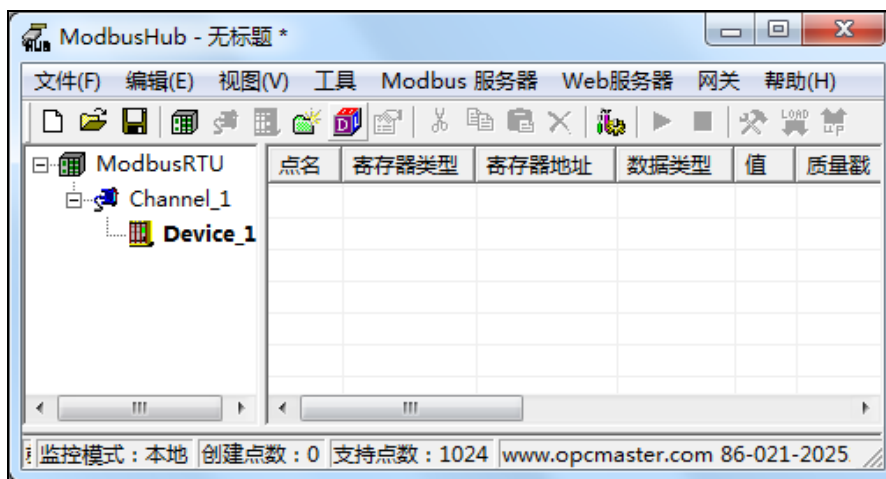 ModbusHub - 无标题 *
文件(F) 编辑(E) 视图(V) 工具 Modbus 服务器 Web服务器 网关 帮助(H)
ModbusRTU
Channel_1
Device_1
点名 寄存器类型 寄存器地址 数据类型 值 质量戳
监控模式：本地 创建点数：0 支持点数：1024 www.opcmaster.com 86-021-2025